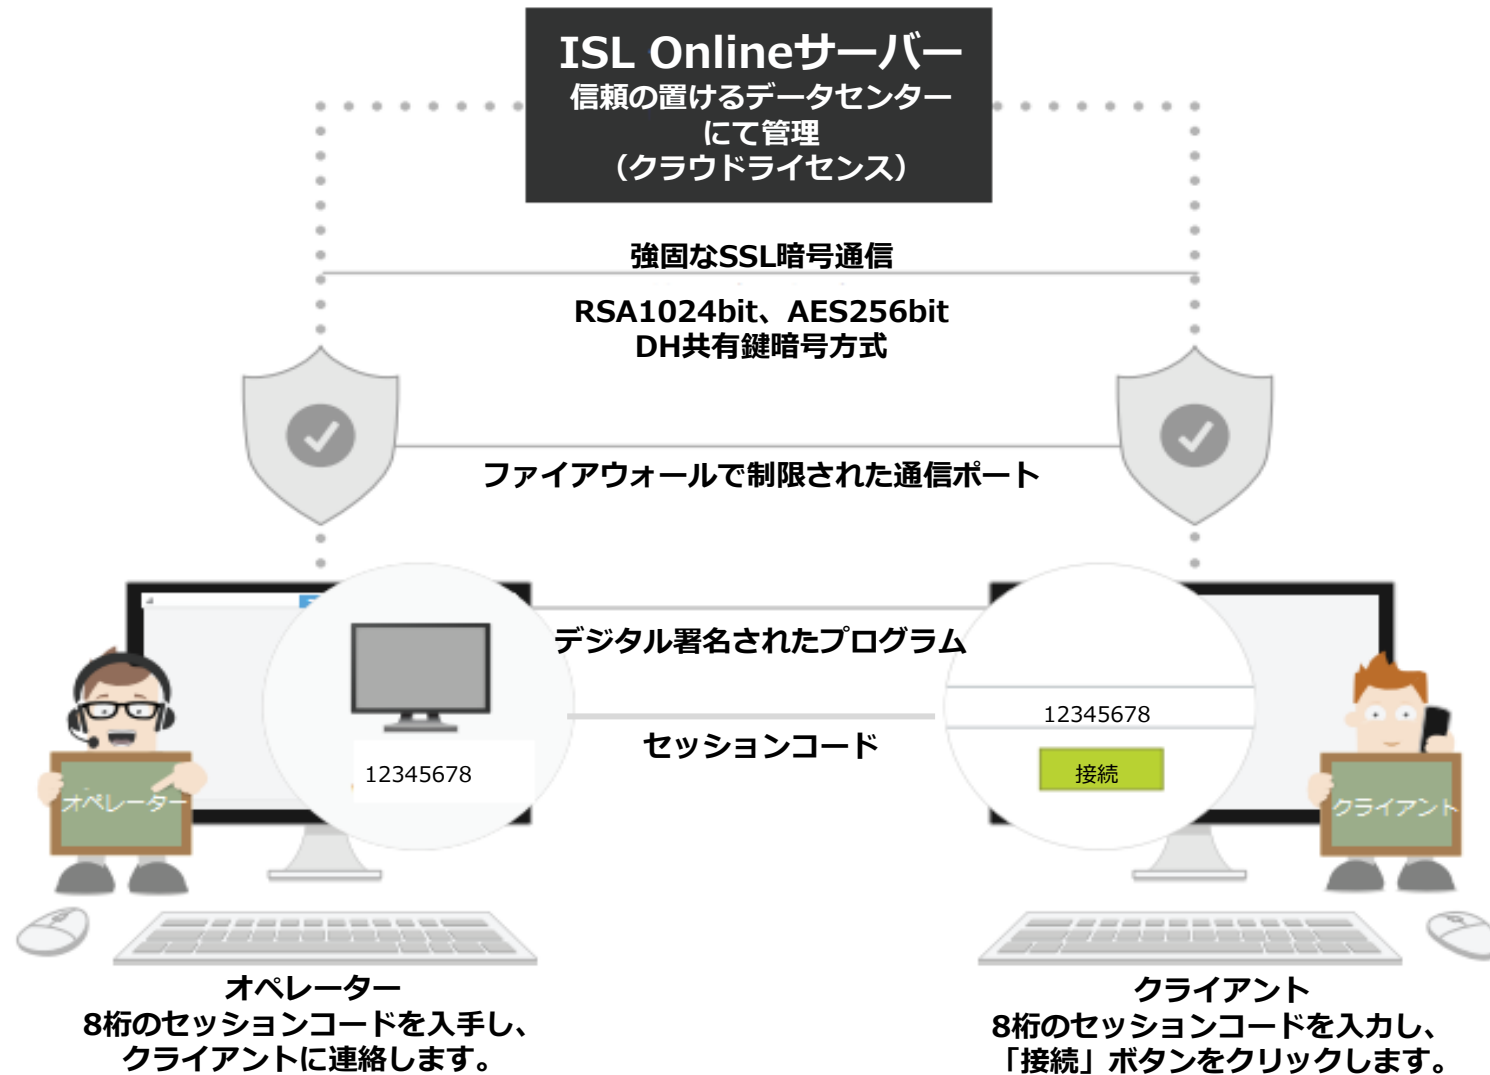 ISL Onlineサーバー
信頼の置けるデータセンター
にて管理
（クラウドライセンス）
強固なSSL暗号通信
RSA1024bit、AES256bit
DH共有鍵暗号方式
ファイアウォールで制限された通信ポート
デジタル署名されたプログラム
12345678
セッションコード
12345678
接続
オペレーター
クライアント
オペレーター
8桁のセッションコードを入手し、
クライアントに連絡します。
クライアント
8桁のセッションコードを入力し、
「接続」ボタンをクリックします。